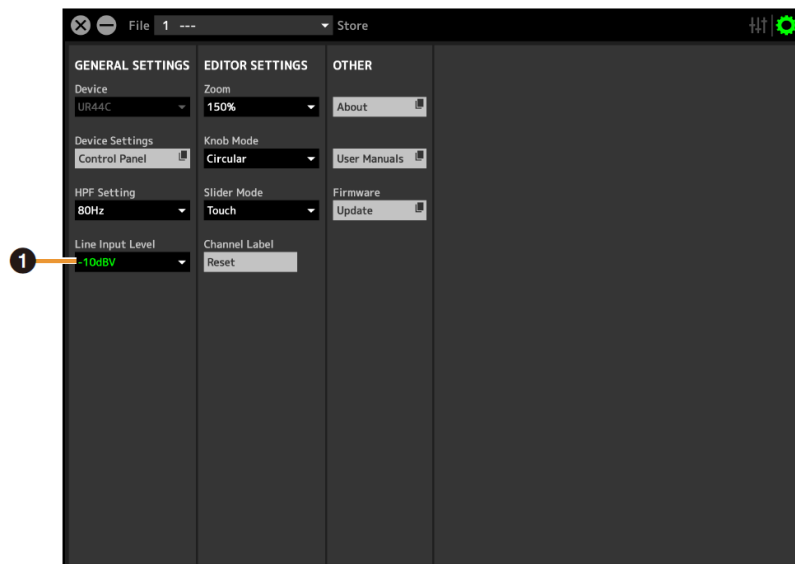 File 1 --- Store
GENERAL SETTINGS
Device
UR44C
Device Settings
Control Panel
HPF Setting
80Hz
Line Input Level
-10dBV
EDITOR SETTINGS
Zoom
150%
Knob Mode
Circular
Slider Mode
Touch
Channel Label
Reset
OTHER
About
User Manuals
Firmware
Update
1